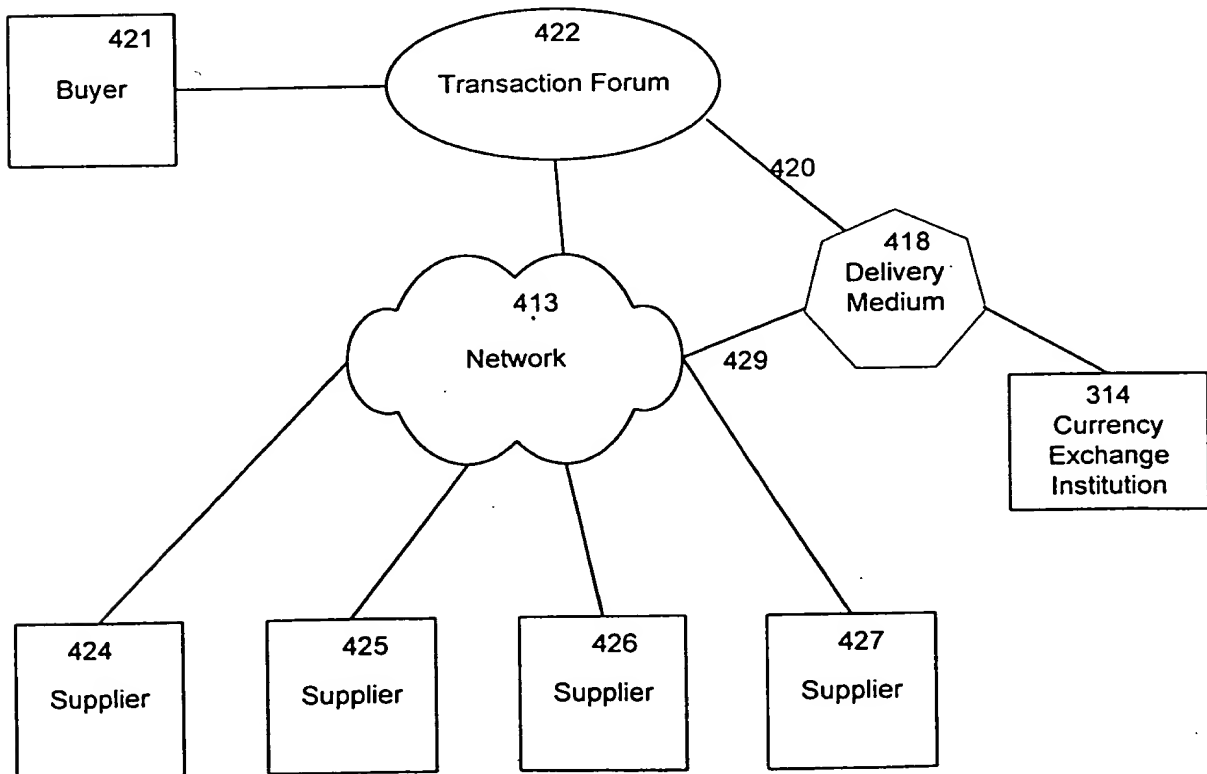 421
Buyer
422
Transaction Forum
420
418
Delivery
Medium
413
Network
429
314
Currency
Exchange
Institution
424
Supplier
425
Supplier
426
Supplier
427
Supplier